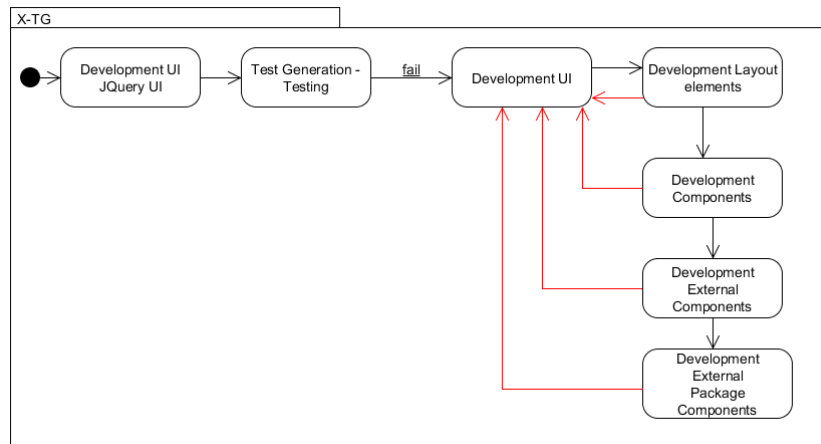 X-TG
Development UI
JQuery UI
Test Generation -
Testing
fail
Development UI
Development Layout
elements
Development
Components
Development
External
Components
Development
External
Package
Components